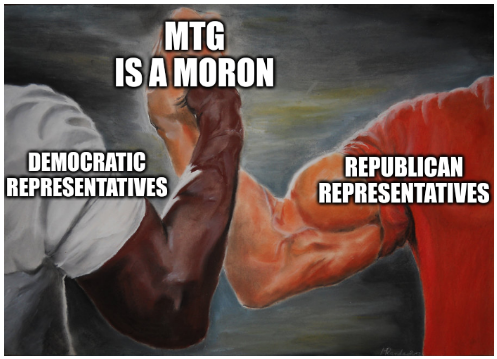 MTG
IS A MORON
DEMOCRATIC
REPRESENTATIVES
REPUBLICAN
REPRESENTATIVES